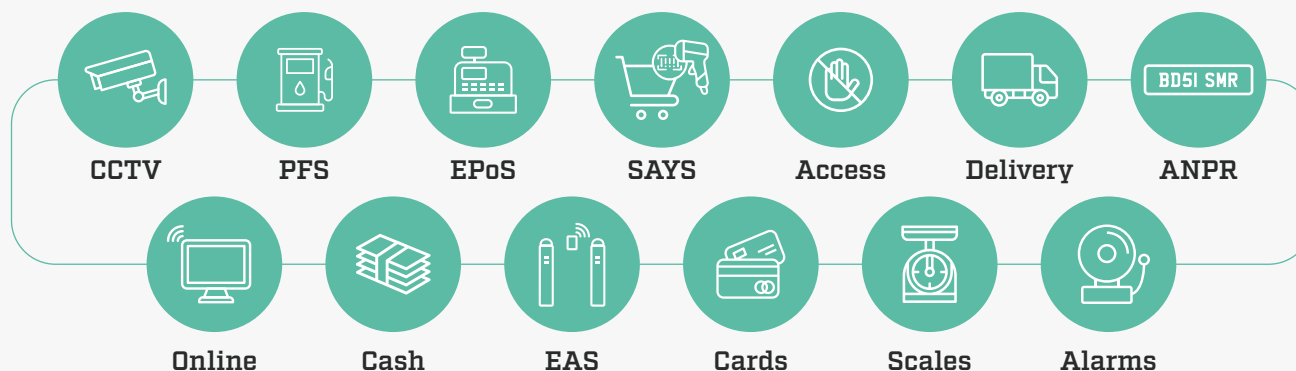 BD51 SMR
CCTV PFS EPoS SAYS Access Delivery ANPR
Online Cash EAS Cards Scales Alarms